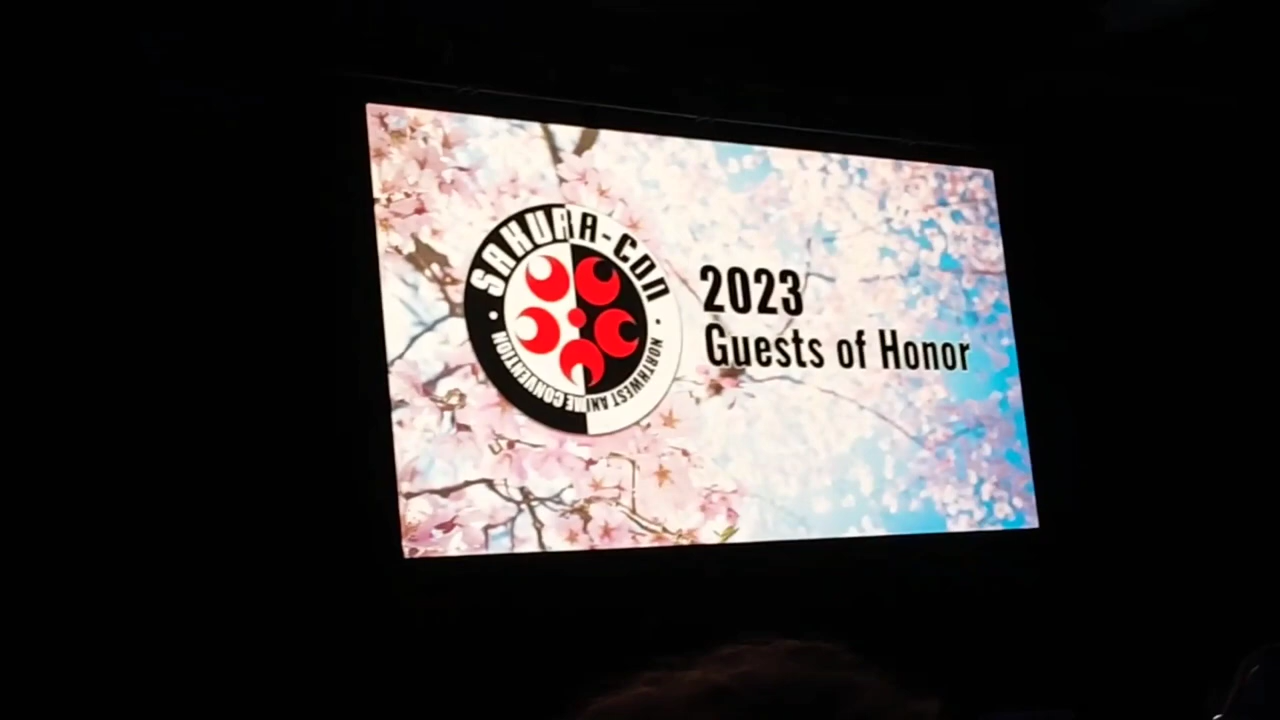 SAKURA-CON
• NORTHWEST ANIME CONVENTION •
2023
Guests of Honor